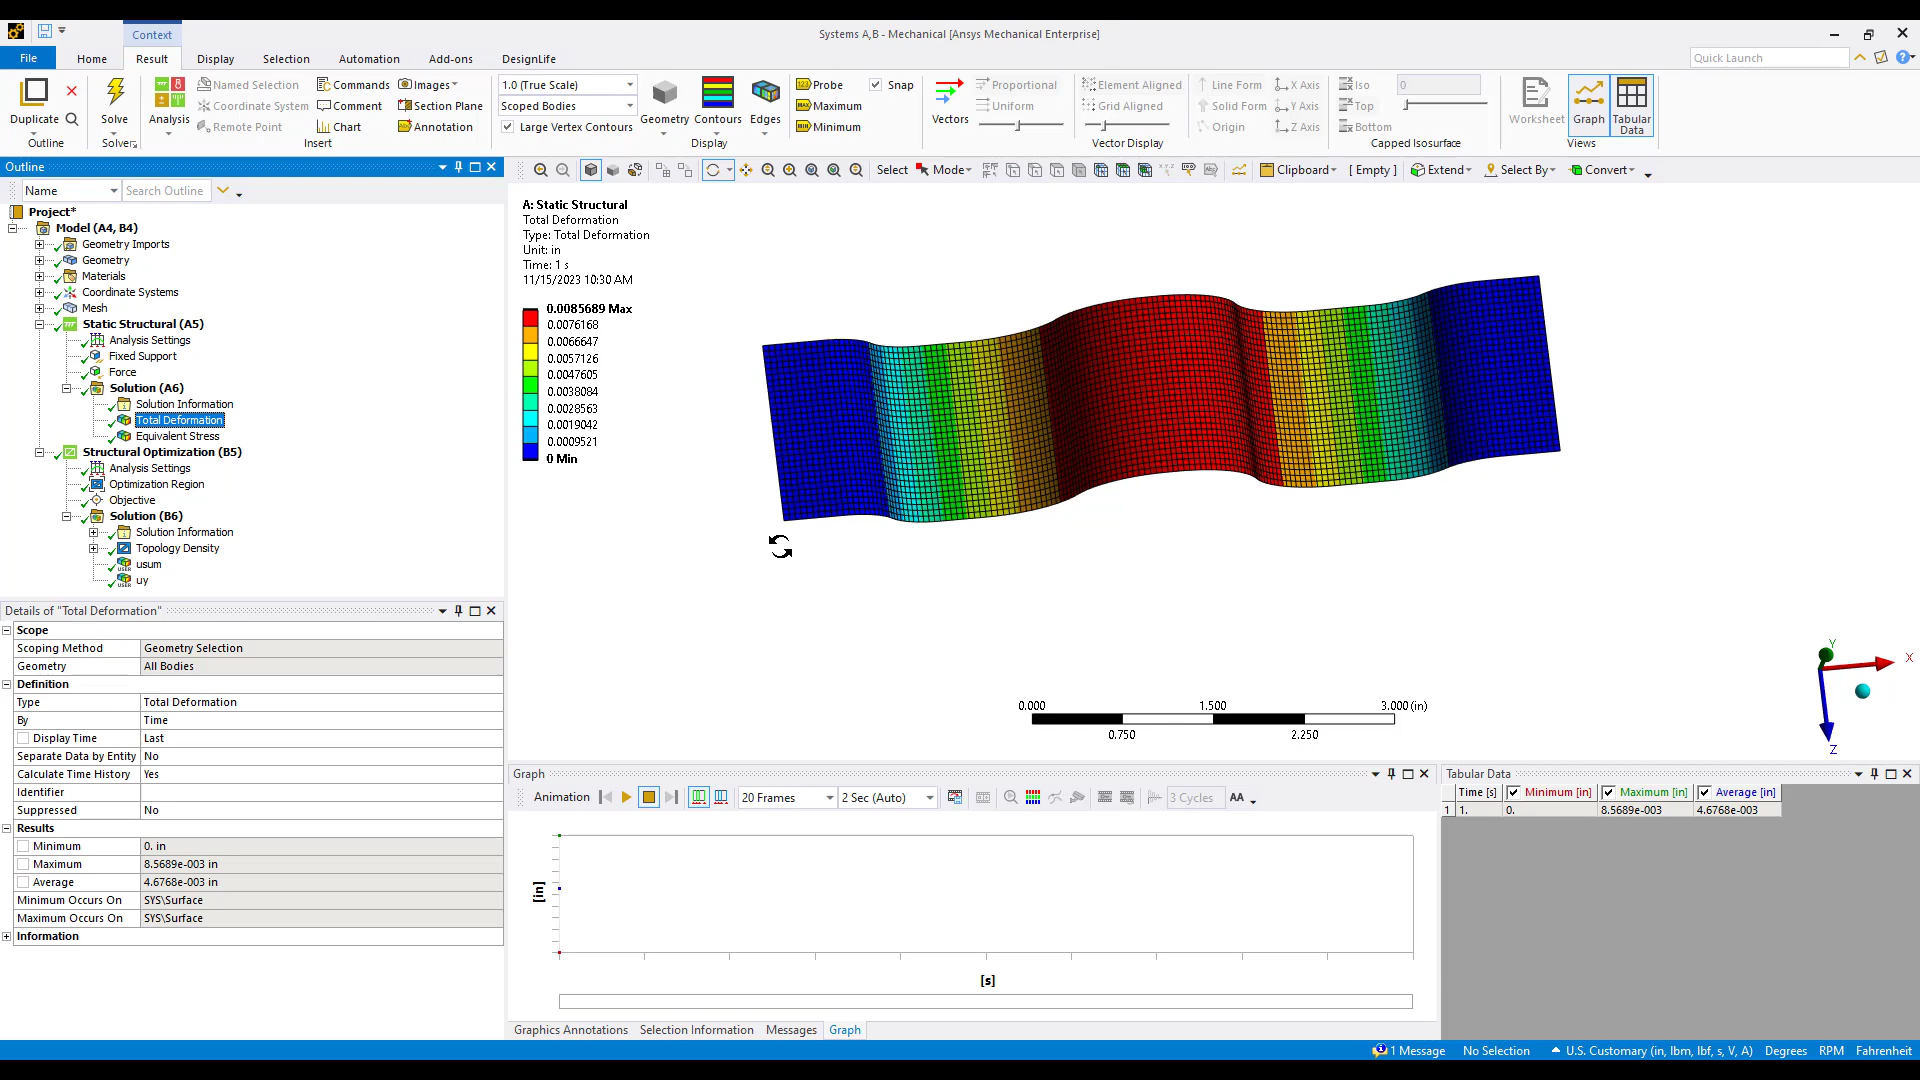 Context
Systems A,B - Mechanical [Ansys Mechanical Enterprise]
File Home Result Display Selection Automation Add-ons DesignLife
Quick Launch
Duplicate
Outline
Solve
Solver
Analysis
Named Selection
Coordinate System
Remote Point
Commands
Comment
Chart
Images
Section Plane
Annotation
Insert
1.0 (True Scale)
Scoped Bodies
Large Vertex Contours
Geometry
Contours
Edges
Display
Probe
Maximum
Minimum
Snap
Vectors
Proportional
Uniform
Element Aligned
Grid Aligned
Line Form
Solid Form
Origin
X Axis
Y Axis
Z Axis
Vector Display
Iso
Top
Bottom
0
Capped Isosurface
Worksheet
Graph
Tabular
Data
Views
Outline
Name Search Outline
Project*
Model (A4, B4)
Geometry Imports
Geometry
Materials
Coordinate Systems
Mesh
Static Structural (A5)
Analysis Settings
Fixed Support
Force
Solution (A6)
Solution Information
Total Deformation
Equivalent Stress
Structural Optimization (B5)
Analysis Settings
Optimization Region
Objective
Solution (B6)
Solution Information
Topology Density
usum
uy
Select Mode Clipboard [ Empty ] Extend Select By Convert
A: Static Structural
Total Deformation
Type: Total Deformation
Unit: in
Time: 1 s
11/15/2023 10:30 AM
0.0085689 Max
0.0076168
0.0066647
0.0057126
0.0047605
0.0038084
0.0028563
0.0019042
0.0009521
0 Min
0.000 1.500 3.000 (in)
0.750 2.250
Y
X
Z
Details of "Total Deformation"
Scope
Scoping Method Geometry Selection
Geometry All Bodies
Definition
Type Total Deformation
By Time
Display Time Last
Separate Data by Entity No
Calculate Time History Yes
Identifier
Suppressed No
Results
Minimum 0. in
Maximum 8.5689e-003 in
Average 4.6768e-003 in
Minimum Occurs On SYS\Surface
Maximum Occurs On SYS\Surface
Information
Graph
Animation 20 Frames 2 Sec (Auto) 3 Cycles AA
[in]
[s]
Graphics Annotations Selection Information Messages Graph
Tabular Data
Time [s] Minimum [in] Maximum [in] Average [in]
1 1. 0. 8.5689e-003 4.6768e-003
1 Message No Selection U.S. Customary (in, lbm, lbf, s, V, A) Degrees RPM Fahrenheit